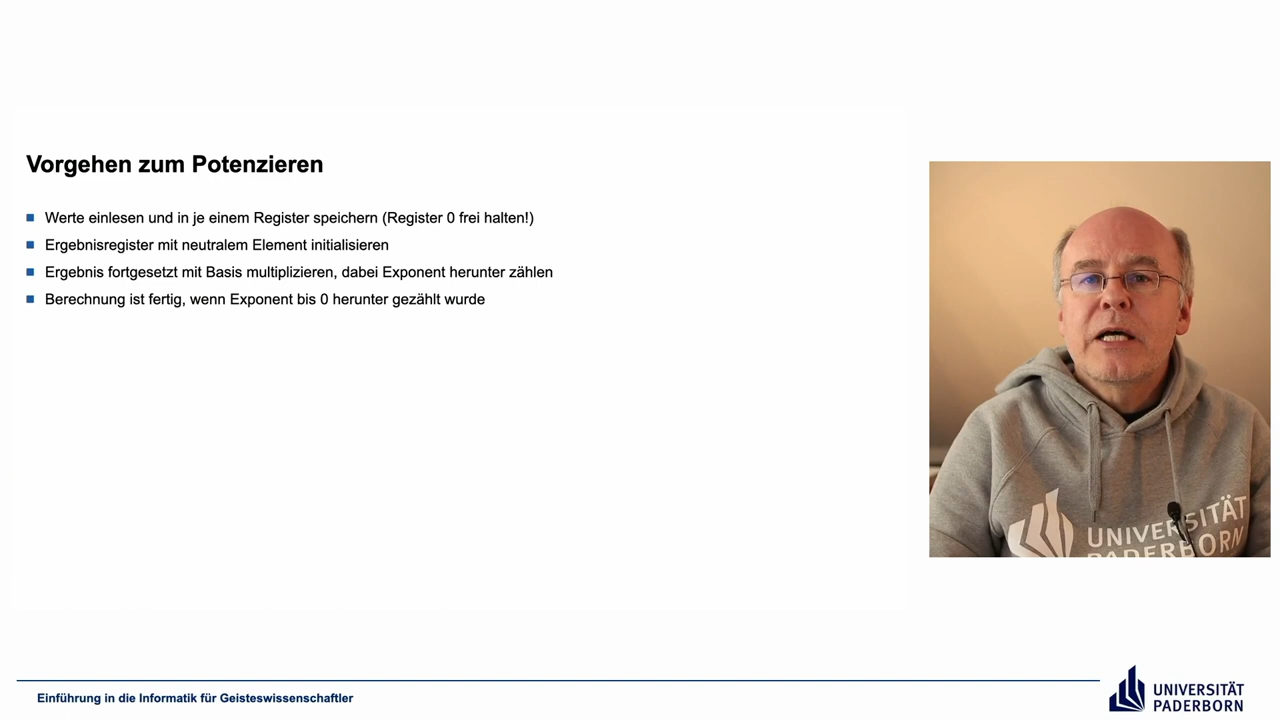 Vorgehen zum Potenzieren
Werte einlesen und in je einem Register speichern (Register 0 frei halten!)
Ergebnisregister mit neutralem Element initialisieren
Ergebnis fortgesetzt mit Basis multiplizieren, dabei Exponent herunter zählen
Berechnung ist fertig, wenn Exponent bis 0 herunter gezählt wurde
UNIVERSITÄT
PADERBORN
Einführung in die Informatik für Geisteswissenschaftler
UNIVERSITÄT
PADERBORN